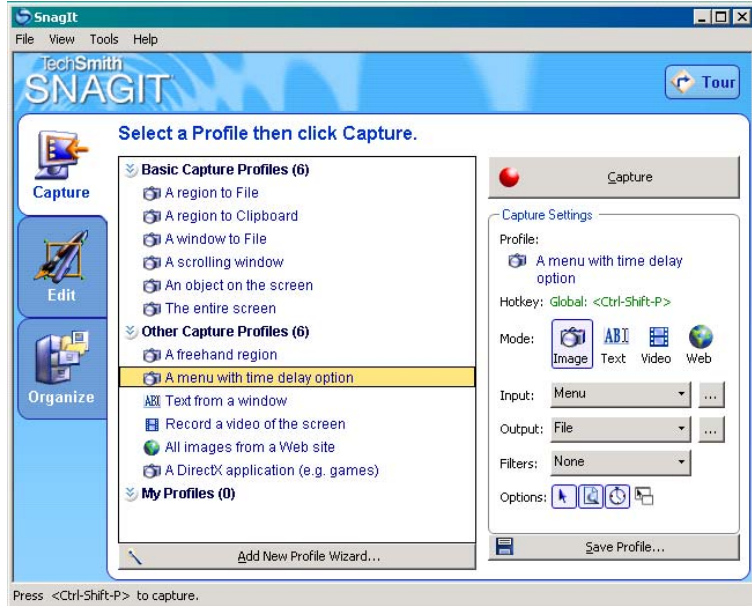 SnagIt
File View Tools Help
TechSmith
SNAGIT
Tour
Select a Profile then click Capture.
Capture
Edit
Organize
Basic Capture Profiles (6)
A region to File
A region to Clipboard
A window to File
A scrolling window
An object on the screen
The entire screen
Other Capture Profiles (6)
A freehand region
A menu with time delay option
ABI Text from a window
Record a video of the screen
All images from a Web site
A DirectX application (e.g. games)
My Profiles (0)
Add New Profile Wizard...
Capture
Capture Settings
Profile:
A menu with time delay
option
Hotkey: Global: <Ctrl-Shift-P>
Mode:
ABI
Image Text Video Web
Input: Menu ...
Output: File ...
Filters: None
Options:
Save Profile...
Press <Ctrl-Shift-P> to capture.